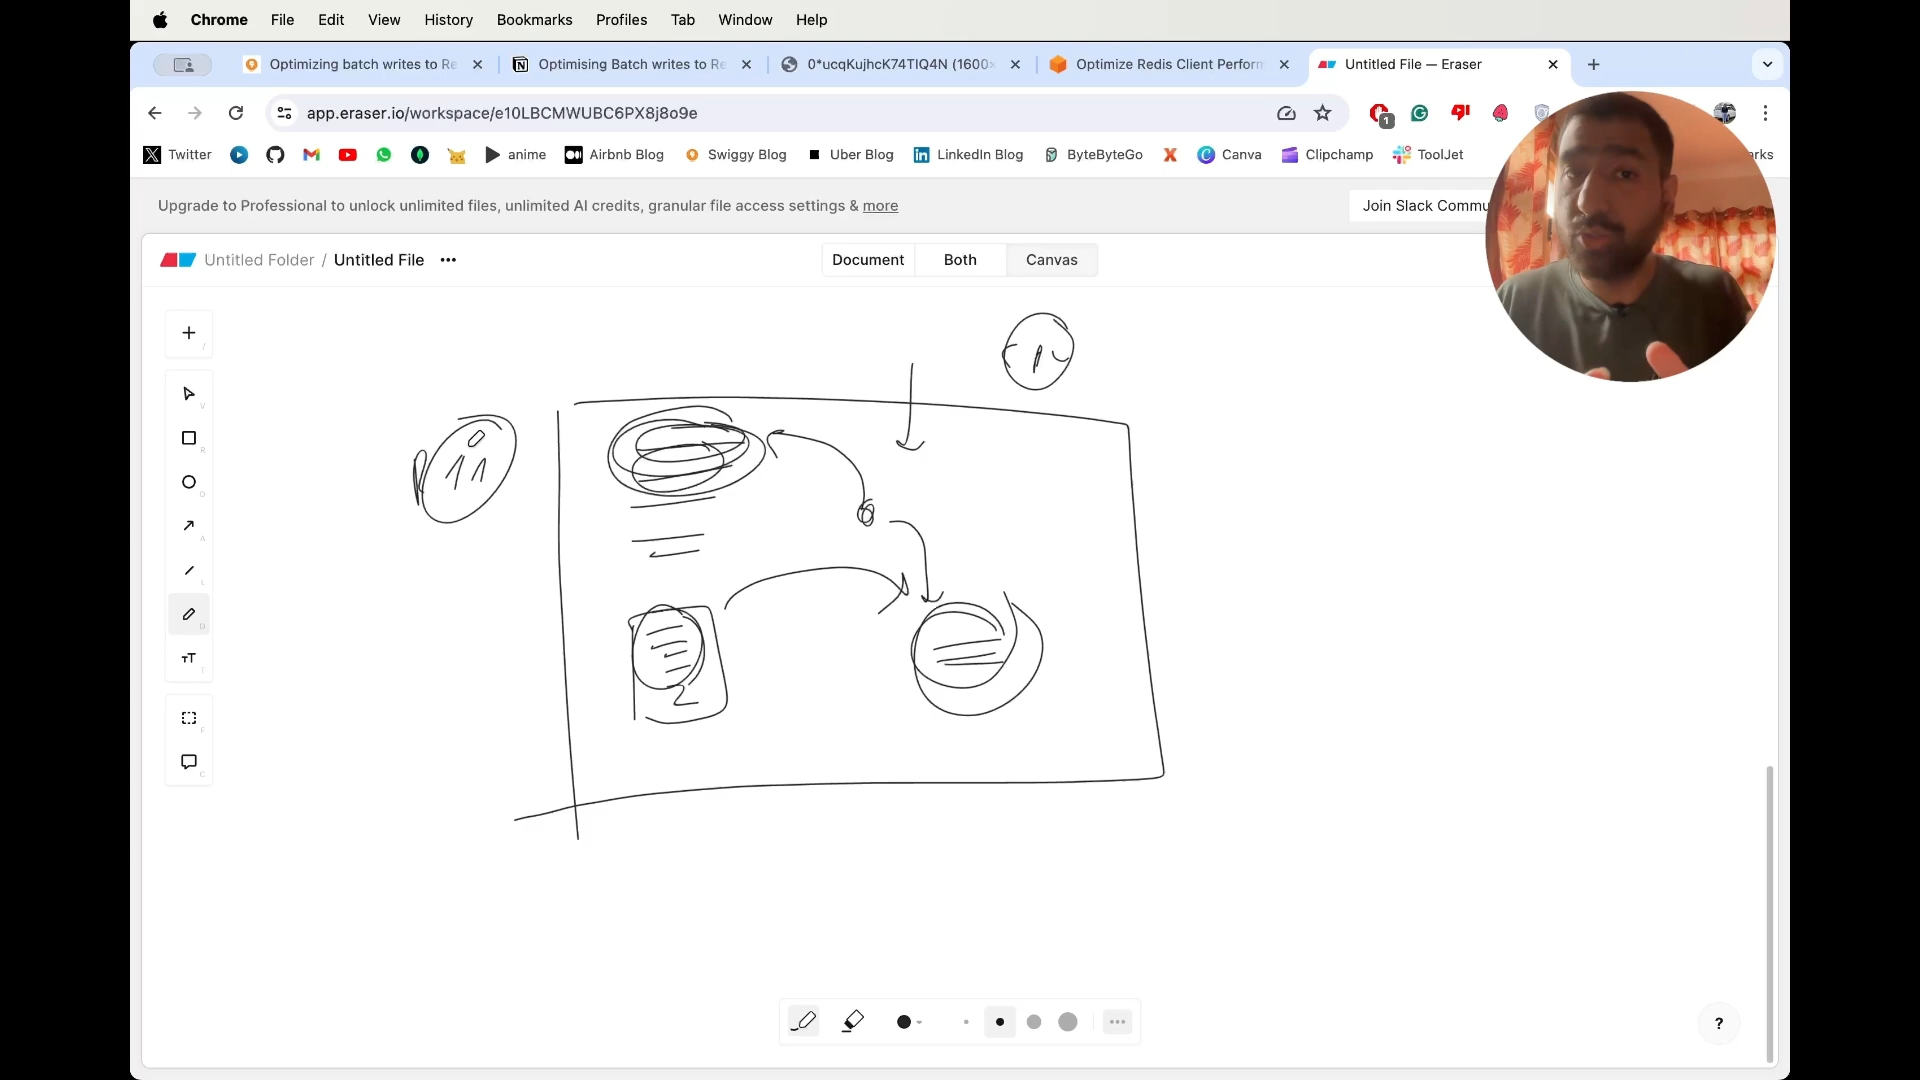 Chrome File Edit View History Bookmarks Profiles Tab Window Help
Optimizing batch writes to Re
Optimising Batch writes to Re
0*ucqKujhcK74TIQ4N (1600×
Optimize Redis Client Perform
Untitled File — Eraser
app.eraser.io/workspace/e10LBCMWUBC6PX8j8o9e
1
Twitter anime Airbnb Blog Swiggy Blog Uber Blog LinkedIn Blog ByteByteGo Canva Clipchamp ToolJet arks
Upgrade to Professional to unlock unlimited files, unlimited AI credits, granular file access settings & more
Join Slack Commu
Untitled Folder / Untitled File •••
Document Both Canvas
/
V
R
O
A
L
D
T
F
C
2
?